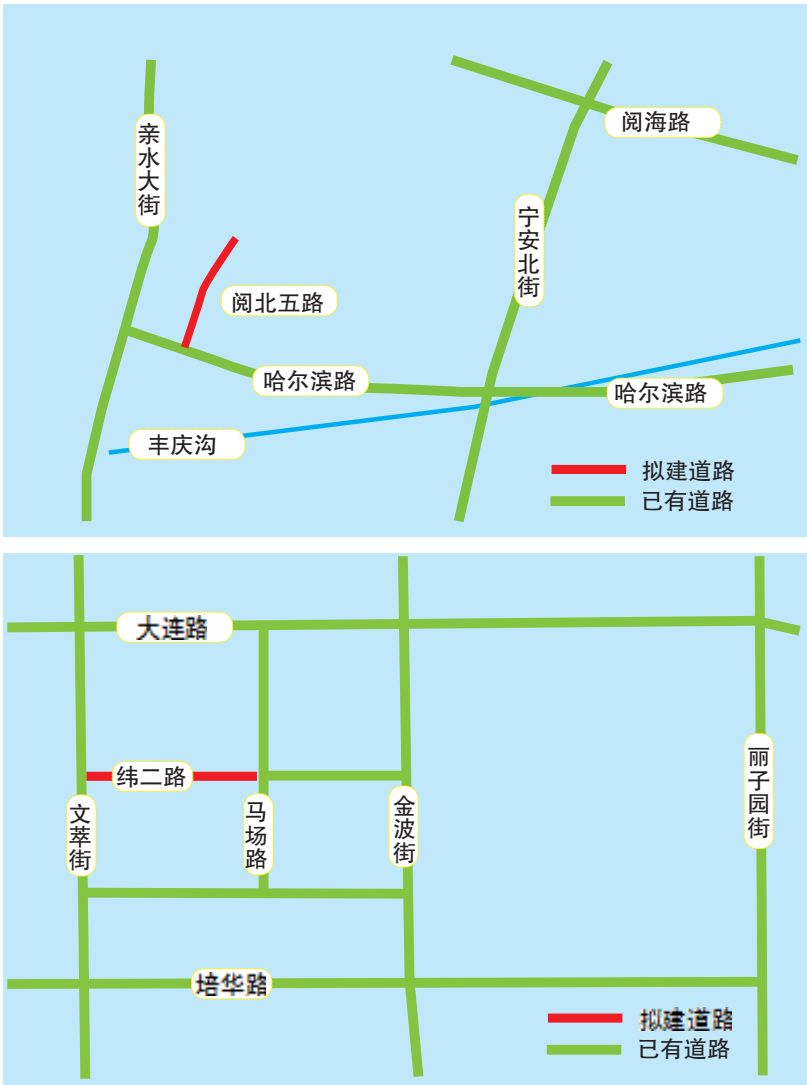 阅海路
亲水大街
宁安北街
阅北五路
哈尔滨路
哈尔滨路
丰庆沟
拟建道路
已有道路
大连路
纬二路
丽子园街
文萃街
马场路
金波街
培华路
拟建道路
已有道路